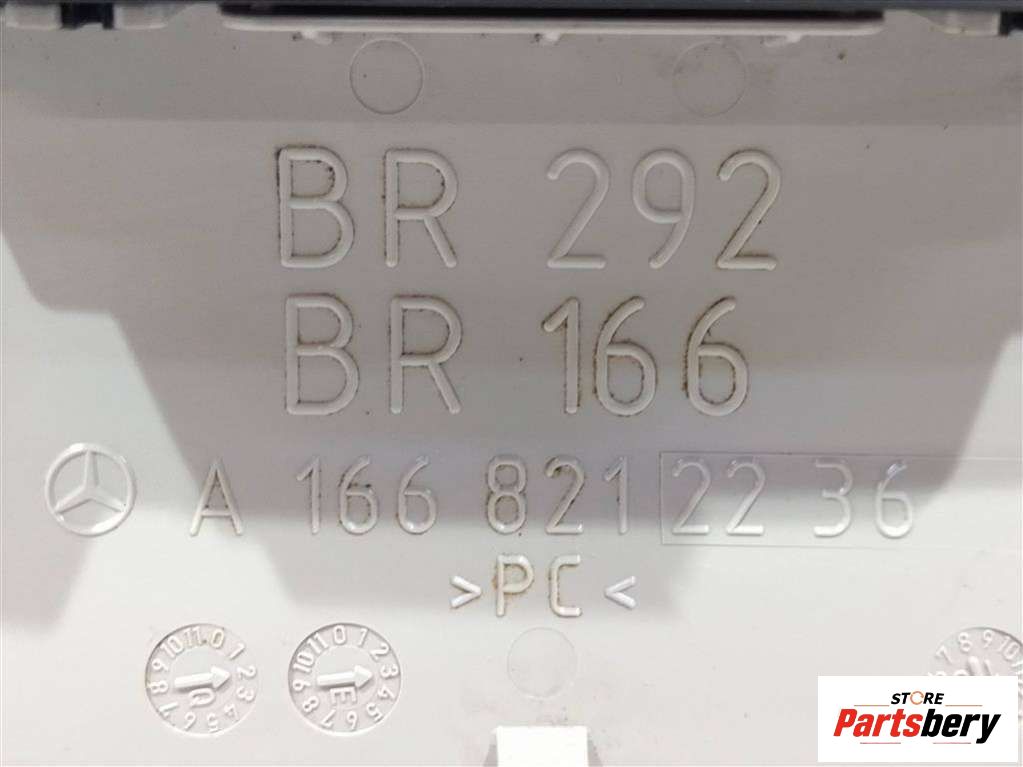 BR 292
BR 166
A 166 821 22 36
>PC<
STORE
Partsbery